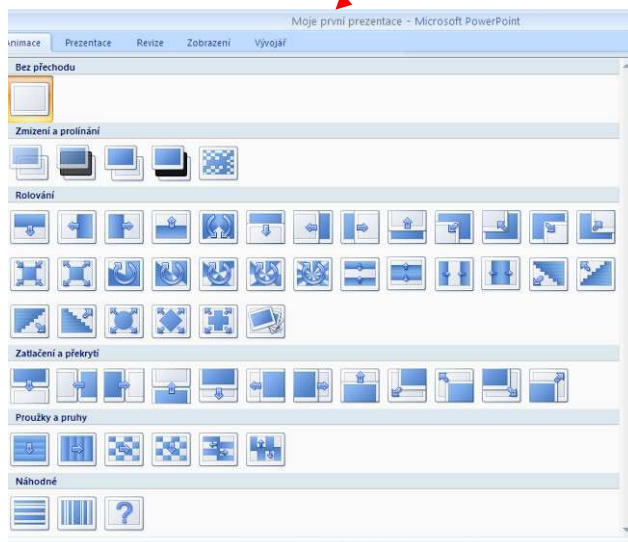 Moje první prezentace - Microsoft PowerPoint
Animace Prezentace Revize Zobrazení Vývojář
Bez přechodu
Zmizení a prolínání
Rolování
Zatlačení a překrytí
Proužky a pruhy
Náhodné
?